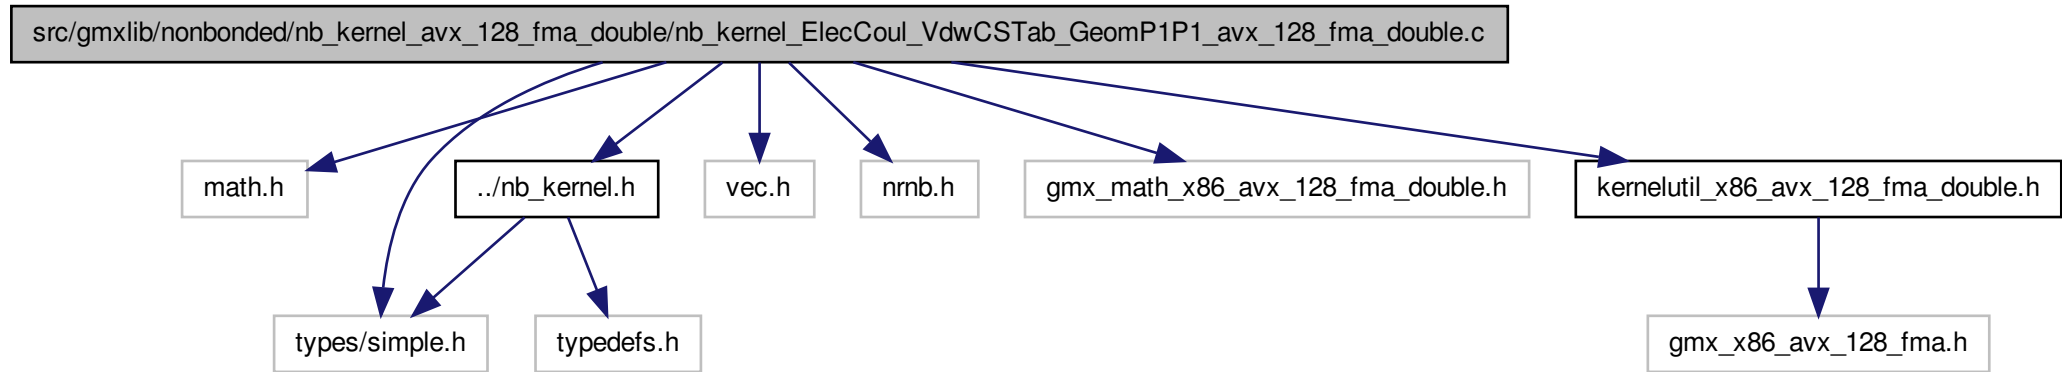 src/gmxlib/nonbonded/nb_kernel_avx_128_fma_double/nb_kernel_ElecCoul_VdwCSTab_GeomP1P1_avx_128_fma_double.c
math.h
../nb_kernel.h
vec.h
nrnb.h
gmx_math_x86_avx_128_fma_double.h
kernelutil_x86_avx_128_fma_double.h
types/simple.h
typedefs.h
gmx_x86_avx_128_fma.h